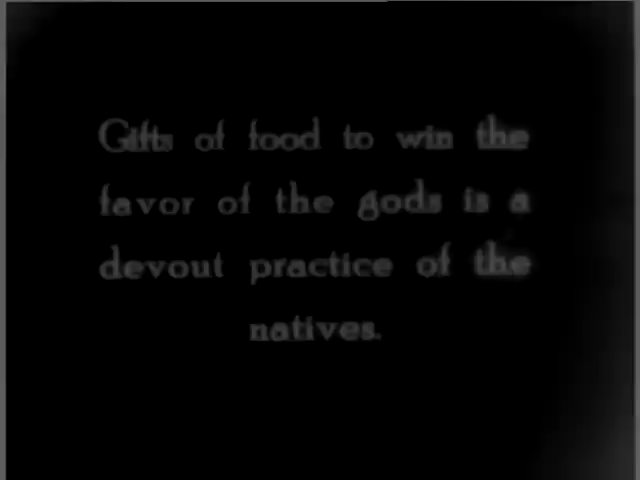 Gifts of food to win the
favor of the gods is a
devout practice of the
natives.